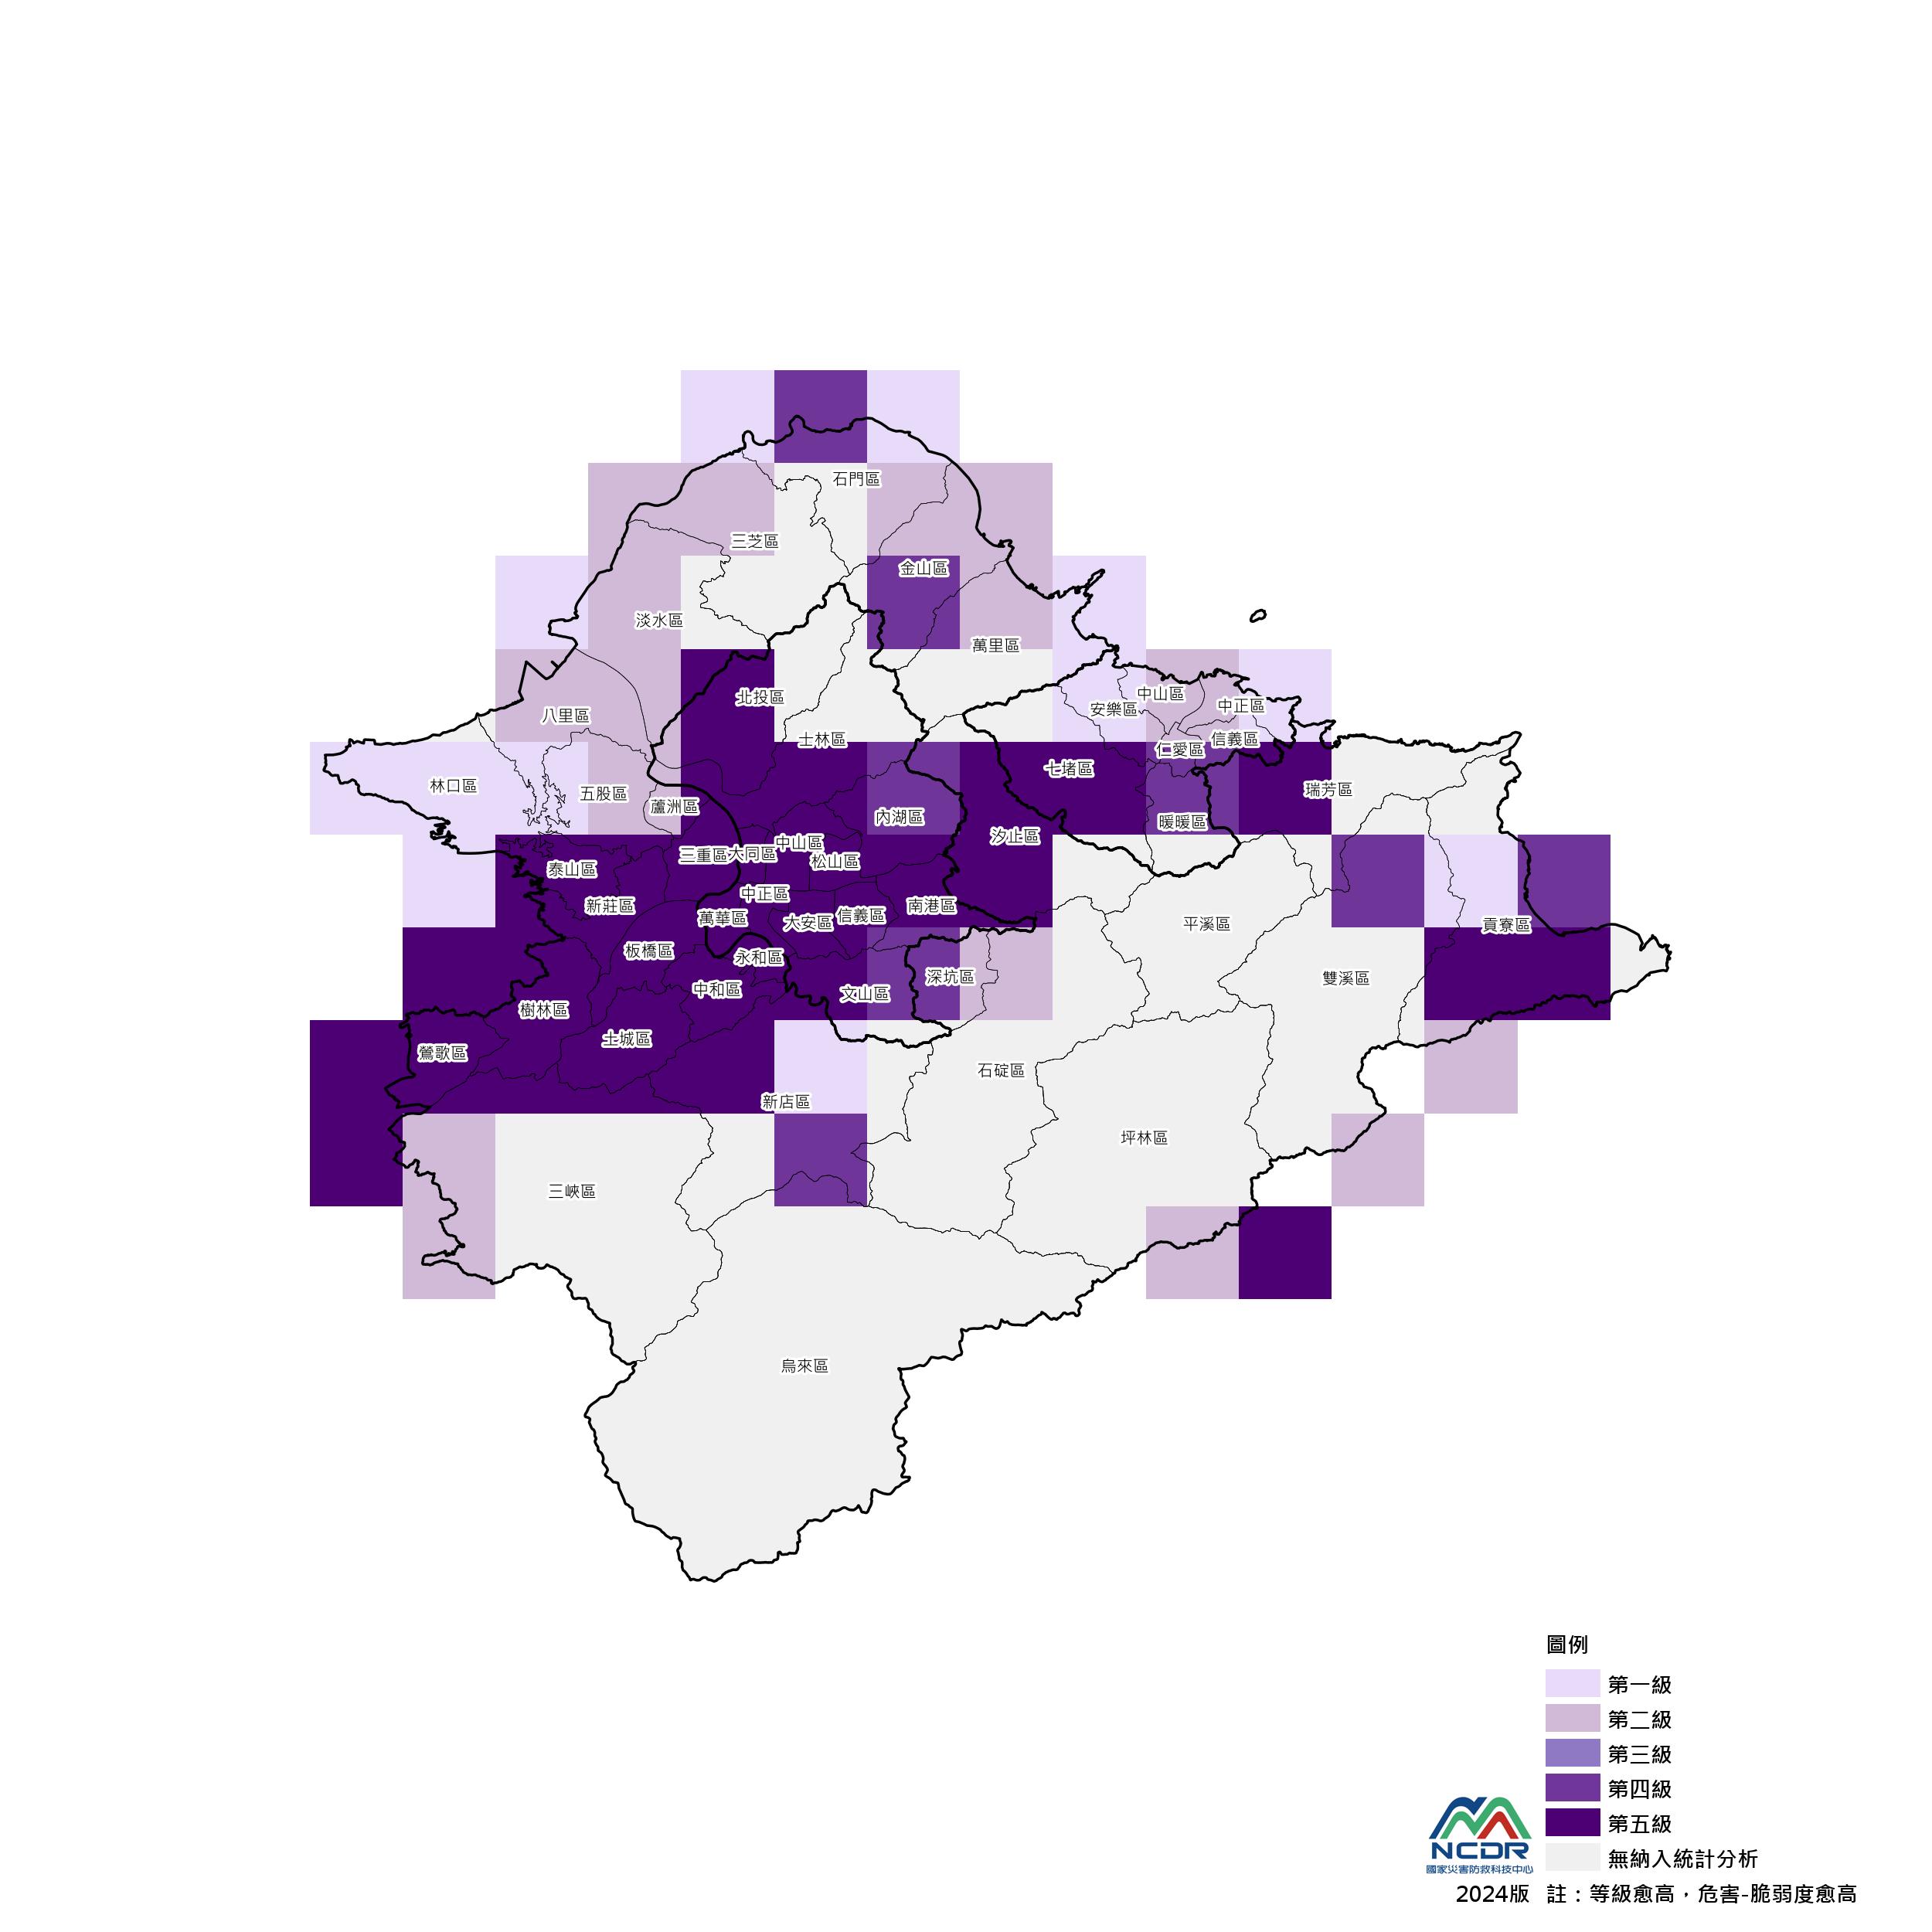 石門區
三芝區
金山區
淡水區
萬里區
北投區
中山區
安樂區
中正區
八里區
士林區
信義區
仁愛區
七堵區
林口區
瑞芳區
五股區
蘆洲區
內湖區
暖暖區
汐止區
中山區
三重區
大同區
松山區
泰山區
中正區
新莊區
南港區
萬華區
信義區
大安區
平溪區
貢寮區
板橋區
永和區
深坑區
雙溪區
中和區
文山區
樹林區
土城區
鶯歌區
石碇區
新店區
坪林區
三峽區
烏來區
圖例
第一級
第二級
第三級
第四級
第五級
無納入統計分析
NCDR
國家災害防救科技中心
2024版 註：等級愈高，危害-脆弱度愈高